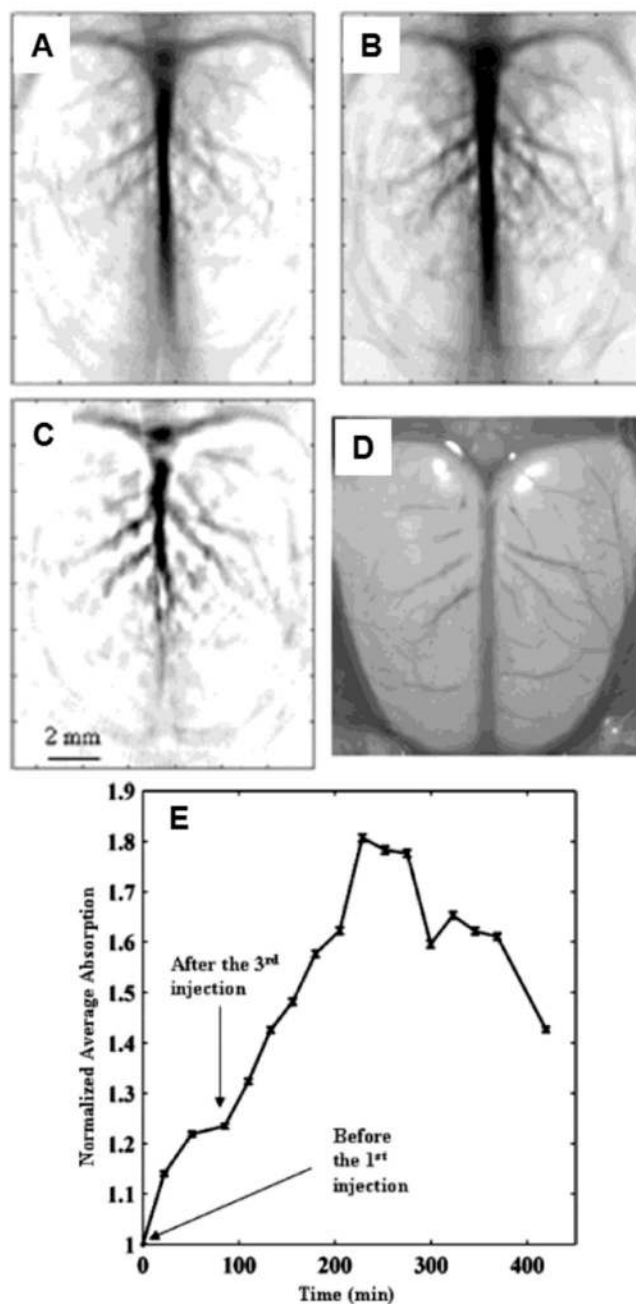 A
B
C
2 mm
D
E
1.9
1.8
1.7
1.6
1.5
1.4
1.3
1.2
1.1
1
Normalized Average Absorption
After the 3rd
injection
Before
the 1st
injection
0
100
200
300
400
Time (min)